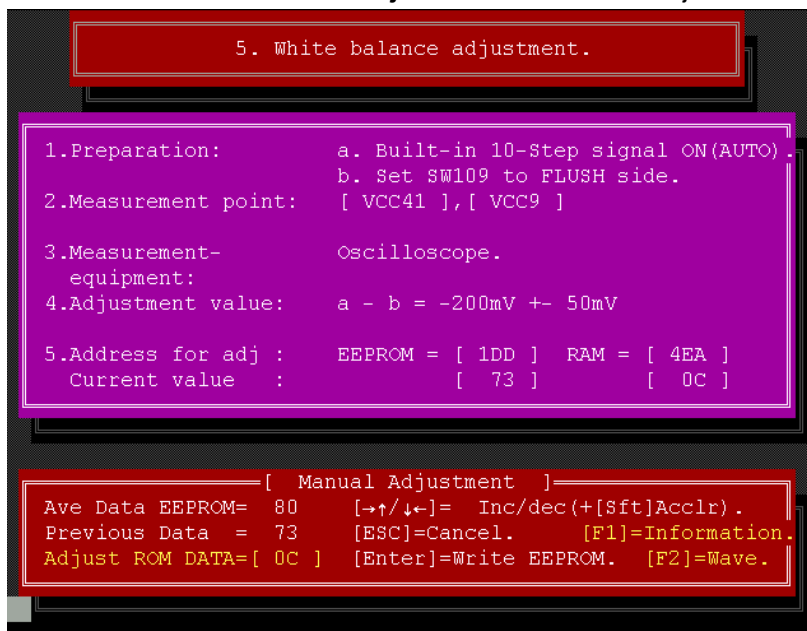 5. White balance adjustment.
1.Preparation: a. Built-in 10-Step signal ON(AUTO).
b. Set SW109 to FLUSH side.
2.Measurement point: [ VCC41 ],[ VCC9 ]
3.Measurement- Oscilloscope.
equipment:
4.Adjustment value: a - b = -200mV +- 50mV
5.Address for adj : EEPROM = [ 1DD ] RAM = [ 4EA ]
Current value : [ 73 ] [ 0C ]
[ Manual Adjustment ]
Ave Data EEPROM= 80 [→↑/↓←]= Inc/dec(+[Sft]Acclr).
Previous Data = 73 [ESC]=Cancel. [F1]=Information.
Adjust ROM DATA=[ 0C ] [Enter]=Write EEPROM. [F2]=Wave.